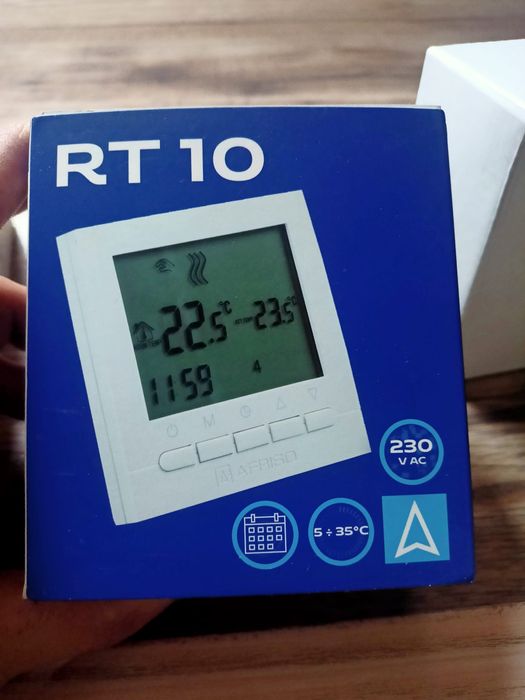 RT 10
22.5°C
23.5°C
11 59
4
M
AFRISO
230
V AC
5 ÷ 35°C